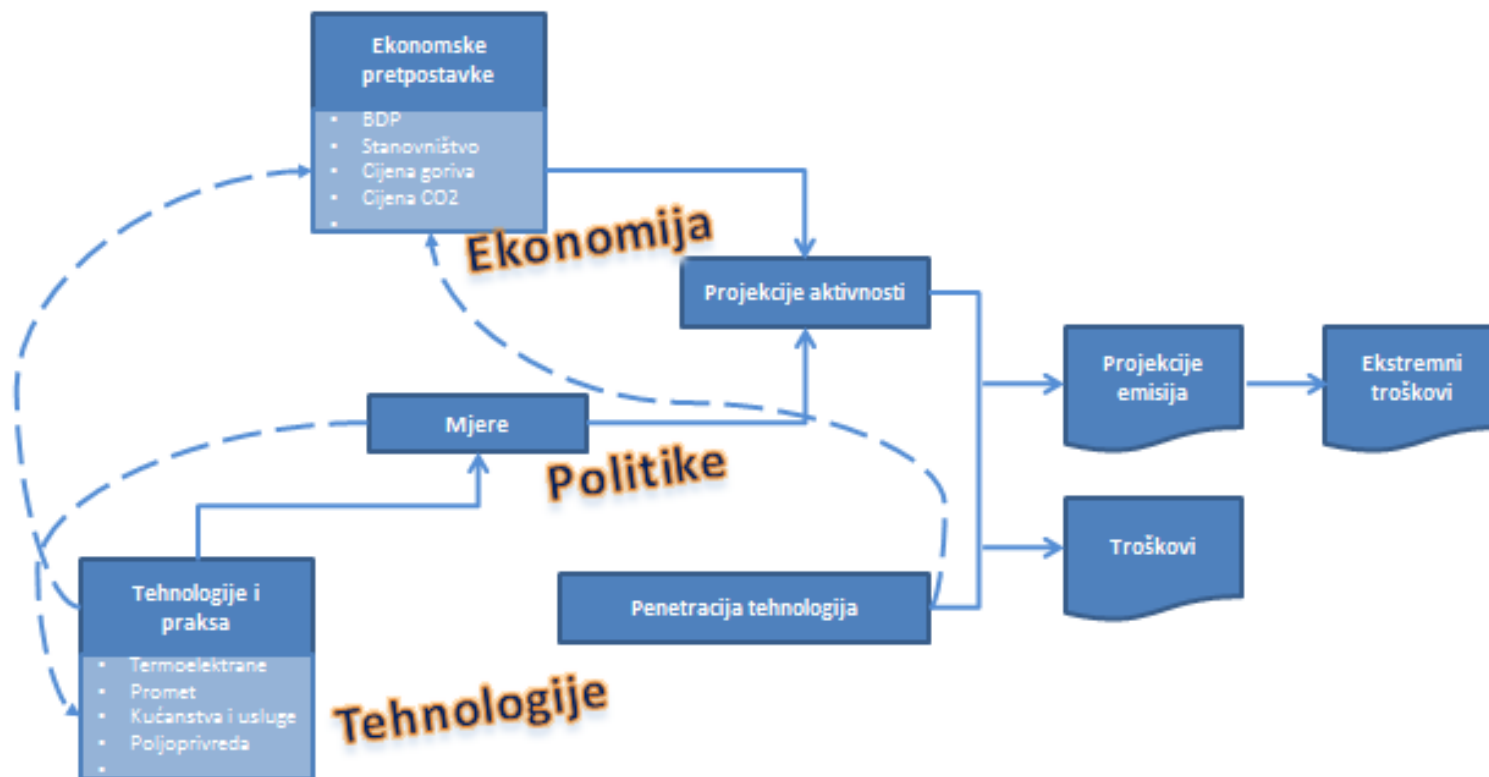 Ekonomske
pretpostavke
• BDP
• Stanovništvo
• Cijena goriva
• Cijena CO2
•
Ekonomija
Projekcije aktivnosti
Projekcije
emisija
Ekstremni
troškovi
Mjere
Politike
Troškovi
Tehnologije i
praksa
• Termoelektrane
• Promet
• Kućanstva i usluge
• Poljoprivreda
•
Penetracija tehnologija
Tehnologije